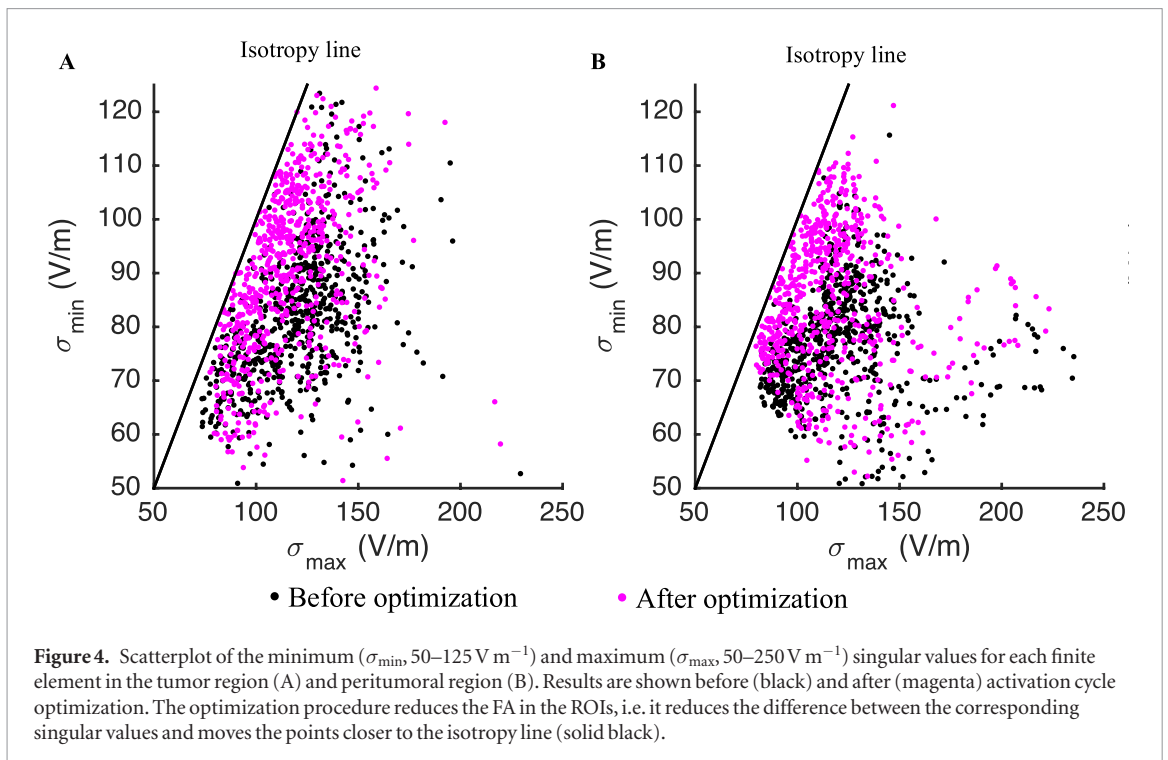 Isotropy line
A
120
110
100
90
80
70
60
50
σmin (V/m)
50 100 150 200 250
σmax (V/m)
Isotropy line
B
120
110
100
90
80
70
60
50
σmin (V/m)
50 100 150 200 250
σmax (V/m)
• Before optimization • After optimization
Figure 4. Scatterplot of the minimum (σmin, 50–125 V m⁻¹) and maximum (σmax, 50–250 V m⁻¹) singular values for each finite
element in the tumor region (A) and peritumoral region (B). Results are shown before (black) and after (magenta) activation cycle
optimization. The optimization procedure reduces the FA in the ROIs, i.e. it reduces the difference between the corresponding
singular values and moves the points closer to the isotropy line (solid black).